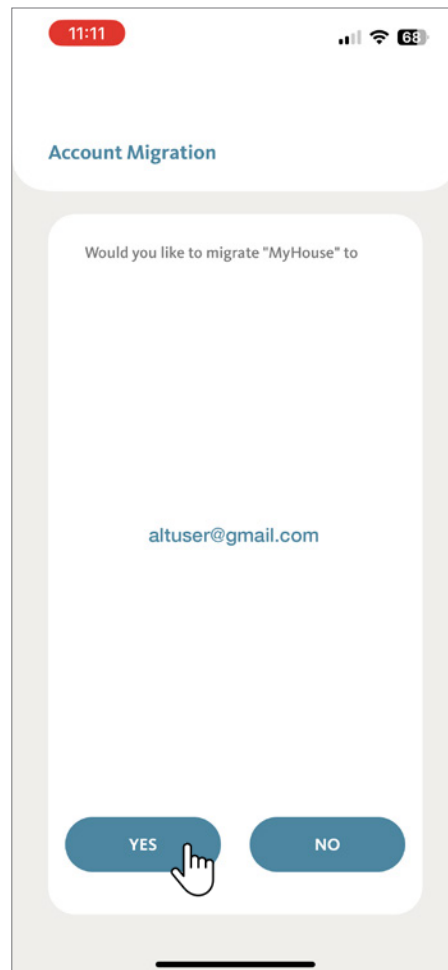 11:11
68
Account Migration
Would you like to migrate "MyHouse" to
altuser@gmail.com
YES
NO